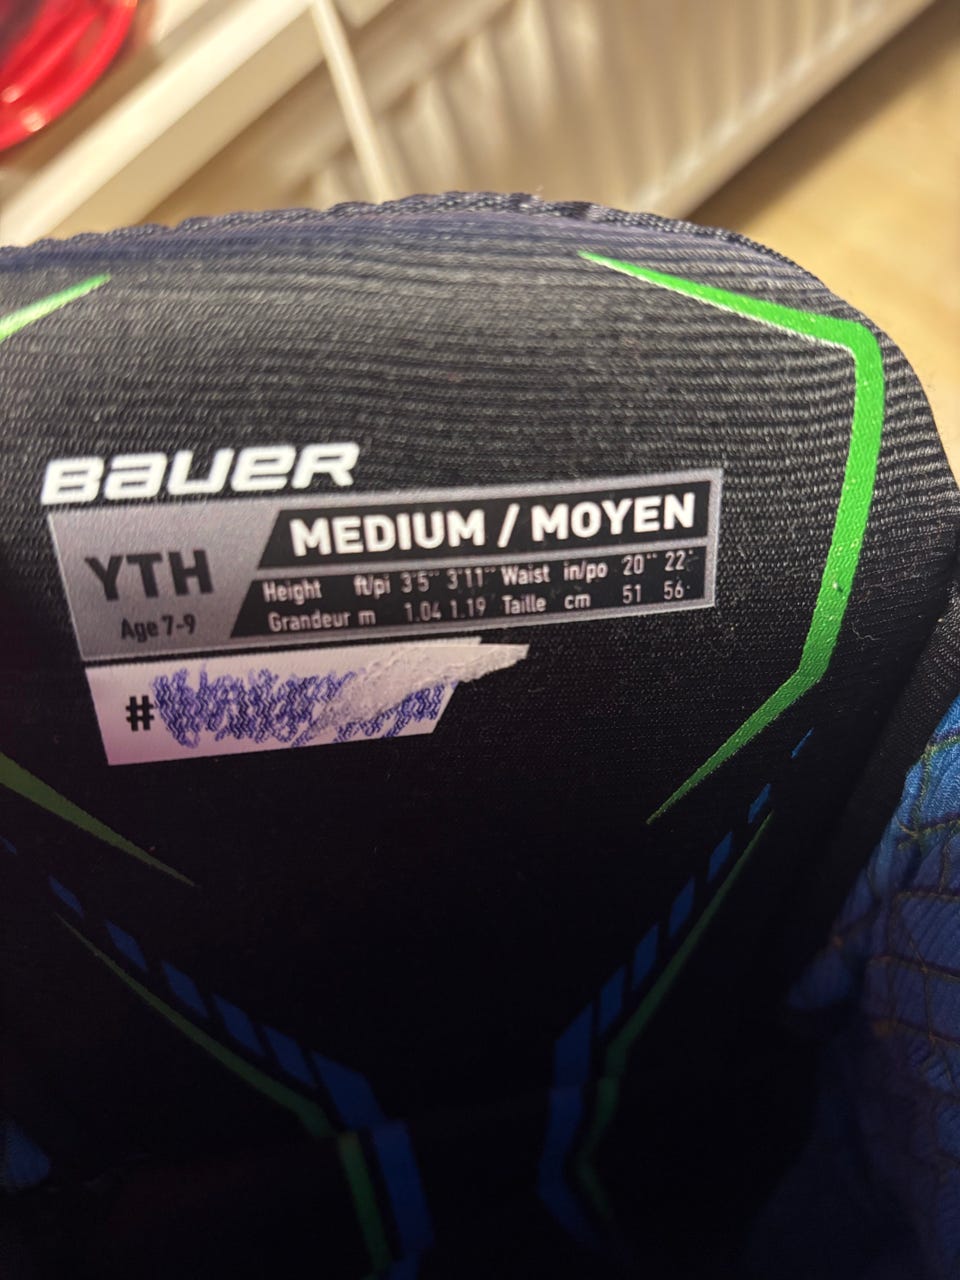 BAUER
MEDIUM / MOYEN
YTH
Age 7-9
Height ft/pi 3'5" 3'11" Waist in/po 20" 22"
Grandeur m 1.04 1.19 Taille cm 51 56
#